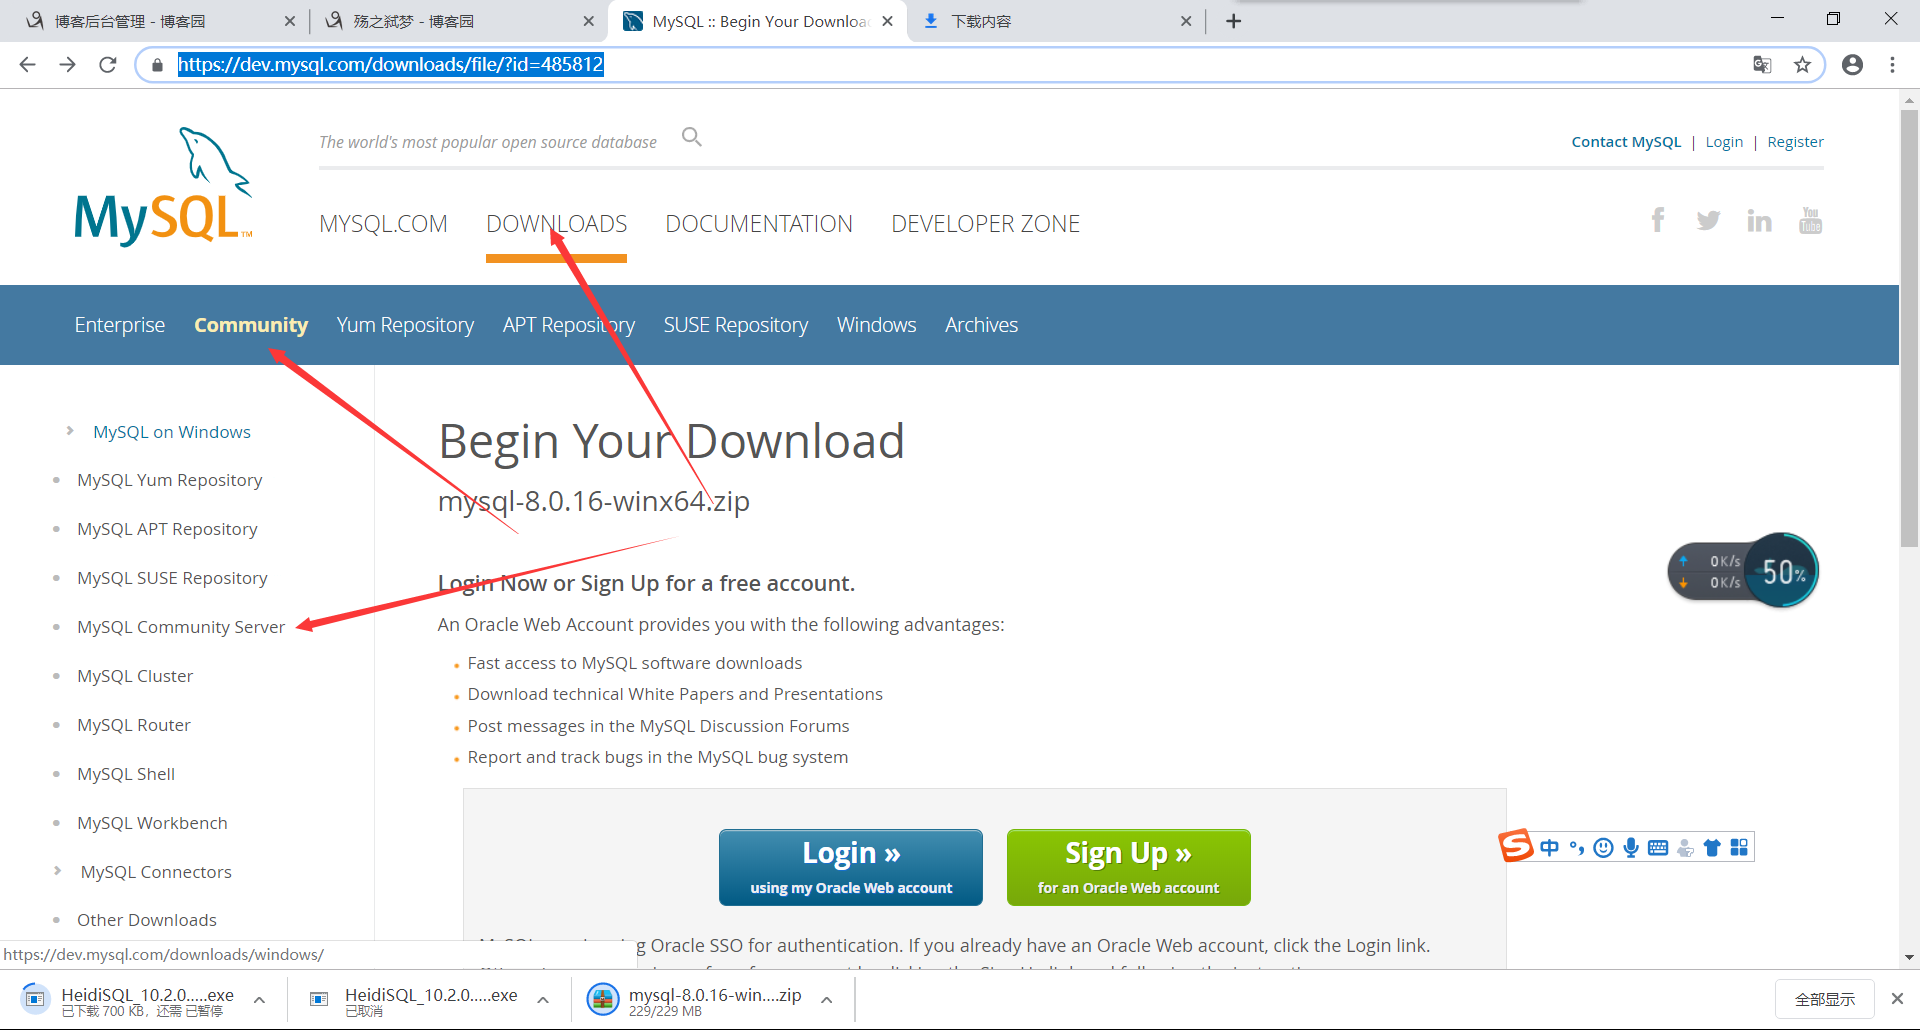 博客后台管理 - 博客园
殇之弑梦 - 博客园
MySQL :: Begin Your Downloa
下载内容
https://dev.mysql.com/downloads/file/?id=485812
The world's most popular open source database
Contact MySQL | Login | Register
MySQL™
MYSQL.COM DOWNLOADS DOCUMENTATION DEVELOPER ZONE
f in You Tube
Enterprise Community Yum Repository APT Repository SUSE Repository Windows Archives
MySQL on Windows
MySQL Yum Repository
MySQL APT Repository
MySQL SUSE Repository
MySQL Community Server
MySQL Cluster
MySQL Router
MySQL Shell
MySQL Workbench
MySQL Connectors
Other Downloads
Begin Your Download
mysql-8.0.16-winx64.zip
Login Now or Sign Up for a free account.
An Oracle Web Account provides you with the following advantages:
Fast access to MySQL software downloads
Download technical White Papers and Presentations
Post messages in the MySQL Discussion Forums
Report and track bugs in the MySQL bug system
0K/s
0K/s
50%
Login »
using my Oracle Web account
Sign Up »
for an Oracle Web account
S 中
Oracle SSO for authentication. If you already have an Oracle Web account, click the Login link.
https://dev.mysql.com/downloads/windows/
HeidiSQL_10.2.0.....exe
已下载 700 KB，还需 已暂停
HeidiSQL_10.2.0.....exe
已取消
mysql-8.0.16-win....zip
229/229 MB
全部显示